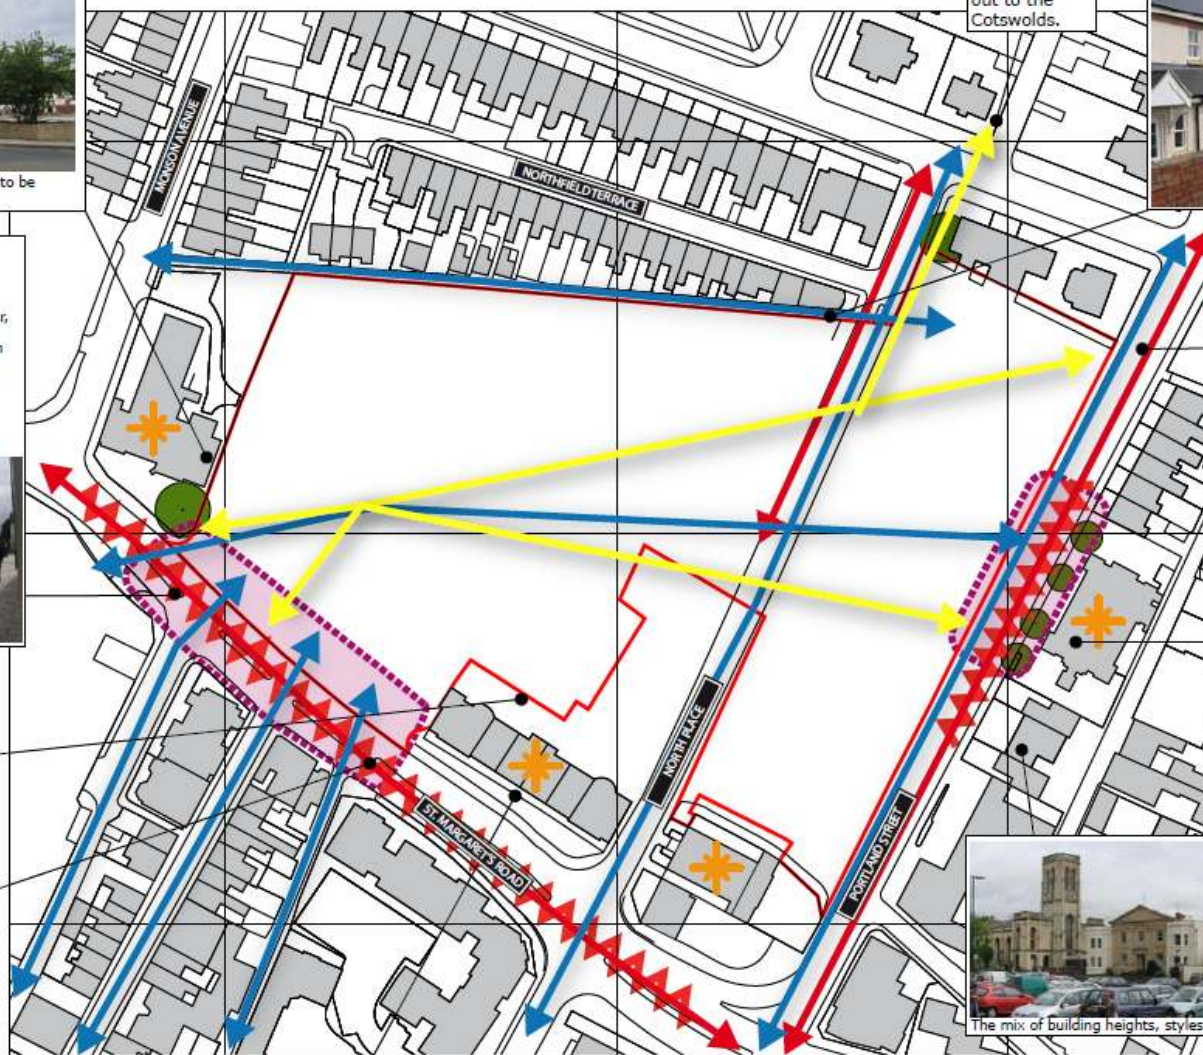 out to the
Cotswolds.
to be
MONSON AVENUE
NORTHFIELD TERRACE
r,
NORTH PLACE
ST. MARGARET'S ROAD
PORTLAND STREET
The mix of building heights, styles